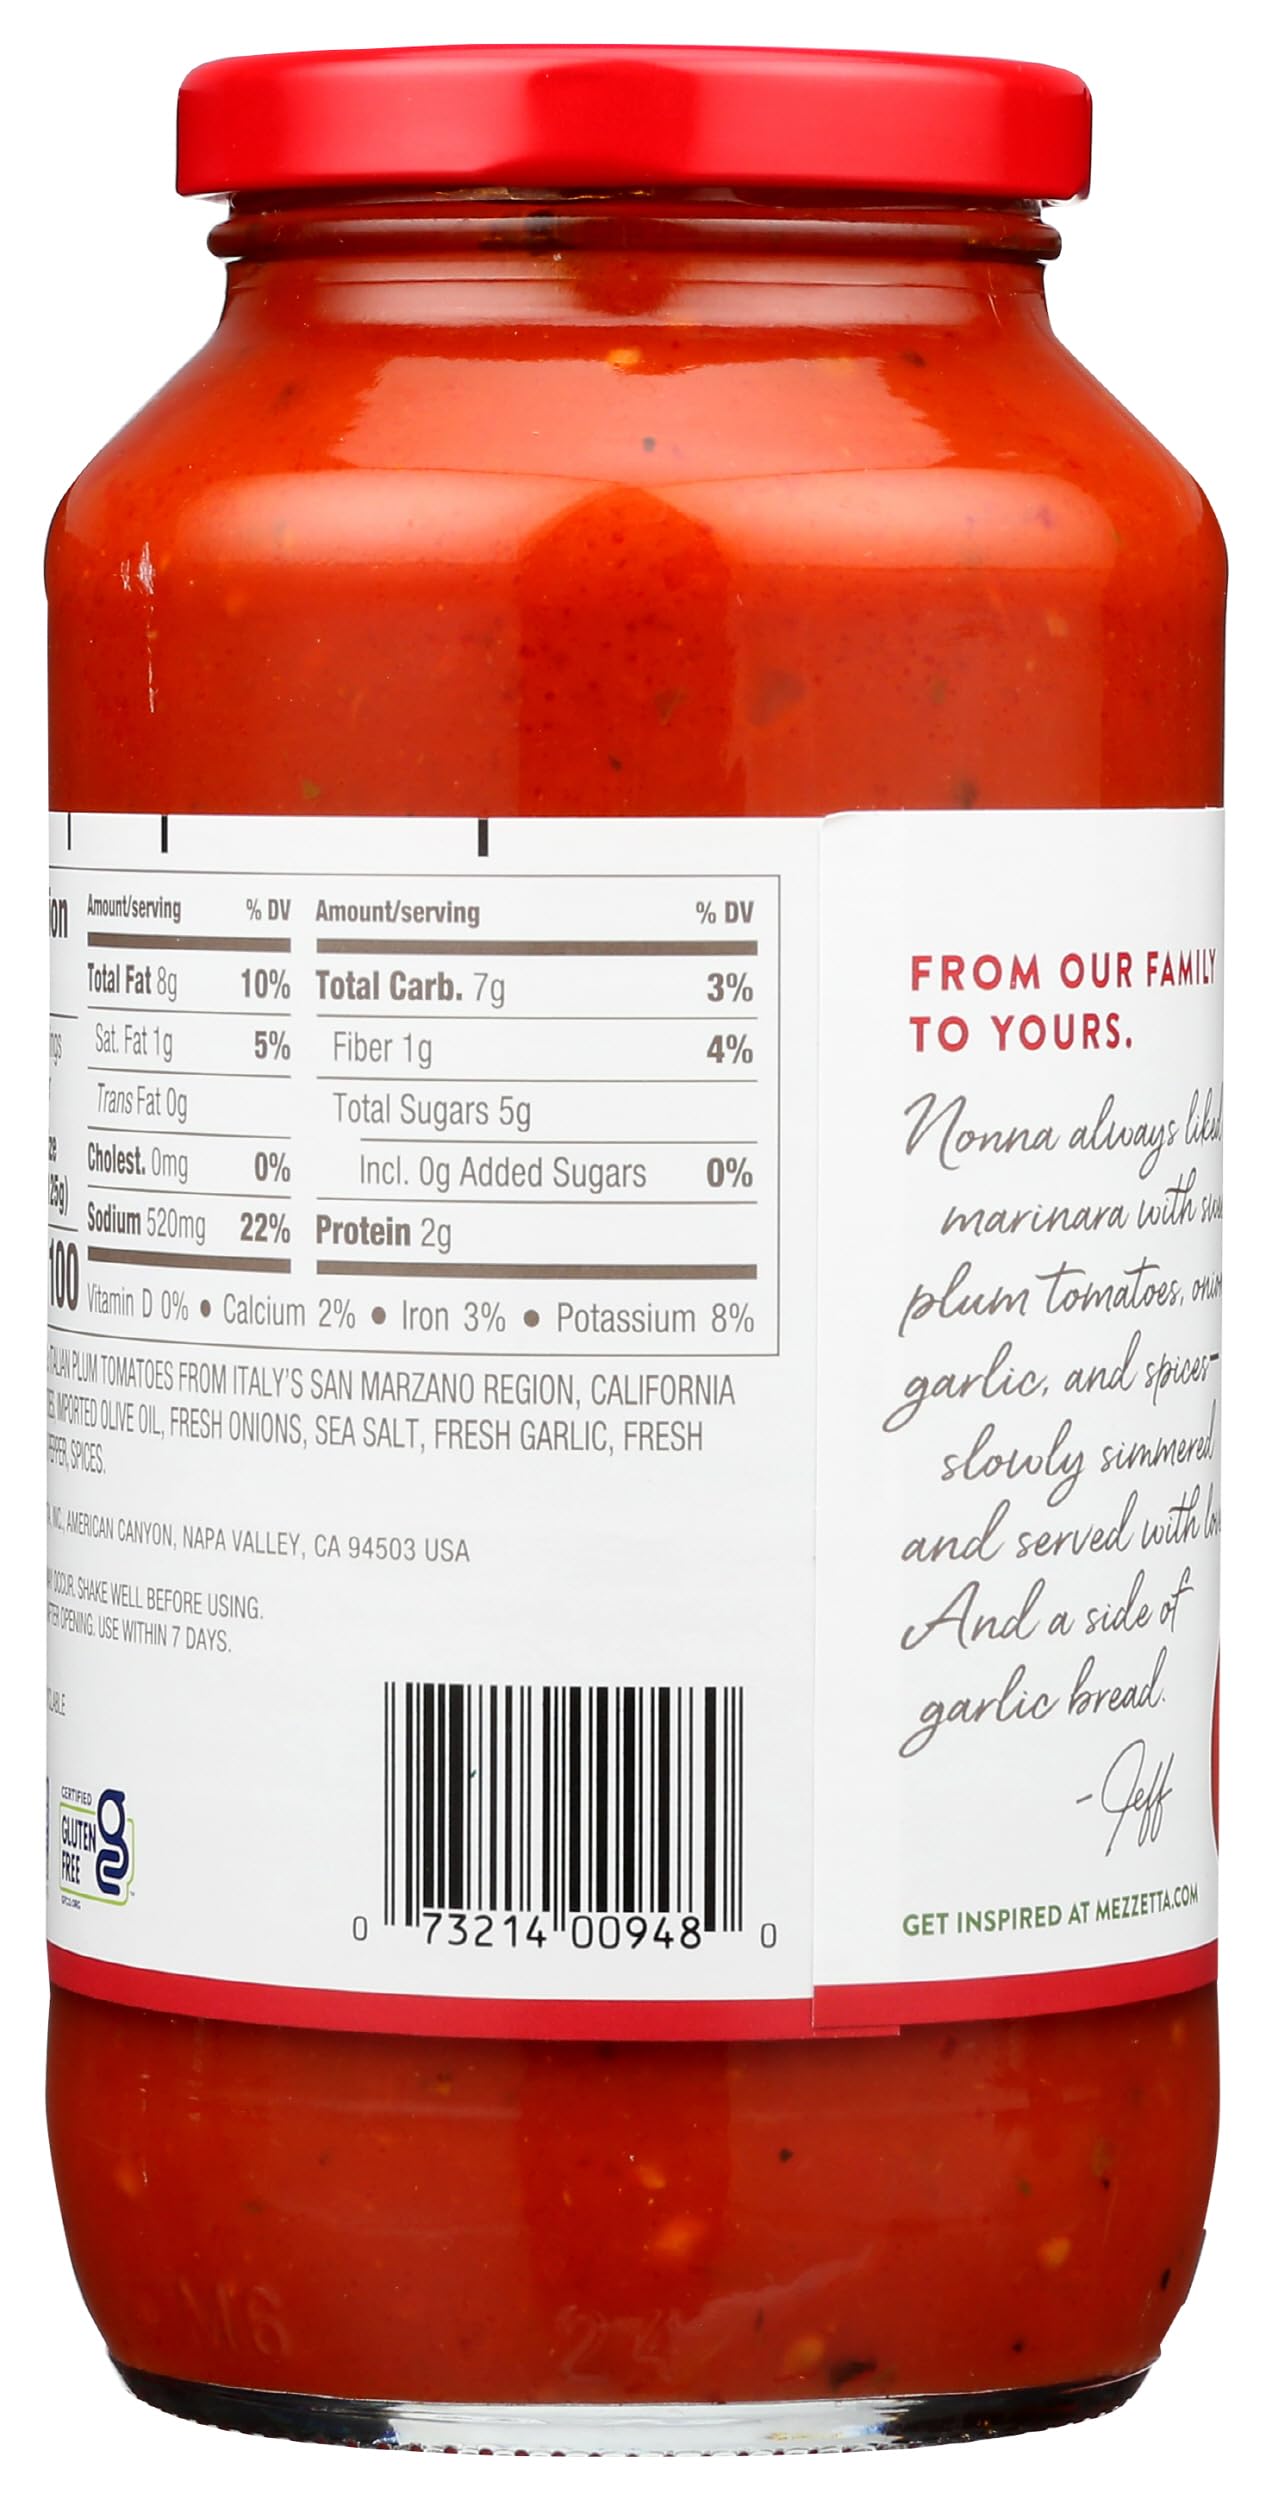 Amount/serving % DV Amount/serving % DV
Total Fat 8g 10% Total Carb. 7g 3%
Sat. Fat 1g 5% Fiber 1g 4%
Trans Fat 0g Total Sugars 5g
Cholest. 0mg 0% Incl. 0g Added Sugars 0%
Sodium 520mg 22% Protein 2g
100
Vitamin D 0% • Calcium 2% • Iron 3% • Potassium 8%
ITALIAN PLUM TOMATOES FROM ITALY'S SAN MARZANO REGION, CALIFORNIA
IMPORTED OLIVE OIL, FRESH ONIONS, SEA SALT, FRESH GARLIC, FRESH
SPICES.
INC., AMERICAN CANYON, NAPA VALLEY, CA 94503 USA
OCCUR. SHAKE WELL BEFORE USING.
OPENING. USE WITHIN 7 DAYS.
CERTIFIED
GLUTEN
FREE
GFCO.ORG
0 73214 00948 0
FROM OUR FAMILY
TO YOURS.
Nonna always liked
marinara with
plum tomatoes,
garlic, and spices—
slowly simmered
and served with
And a side of
garlic bread.
-Jeff
GET INSPIRED AT MEZZETTA.COM